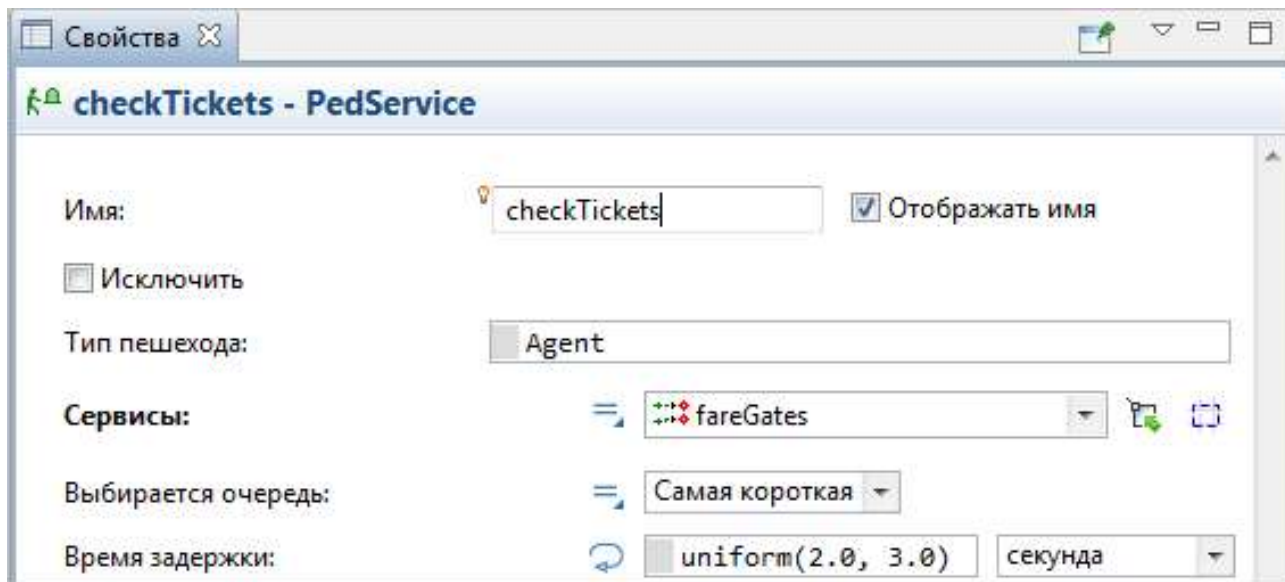 Свойства
checkTickets - PedService
Имя: checkTickets Отображать имя
Исключить
Тип пешехода: Agent
Сервисы: fareGates
Выбирается очередь: Самая короткая
Время задержки: uniform(2.0, 3.0) секунда